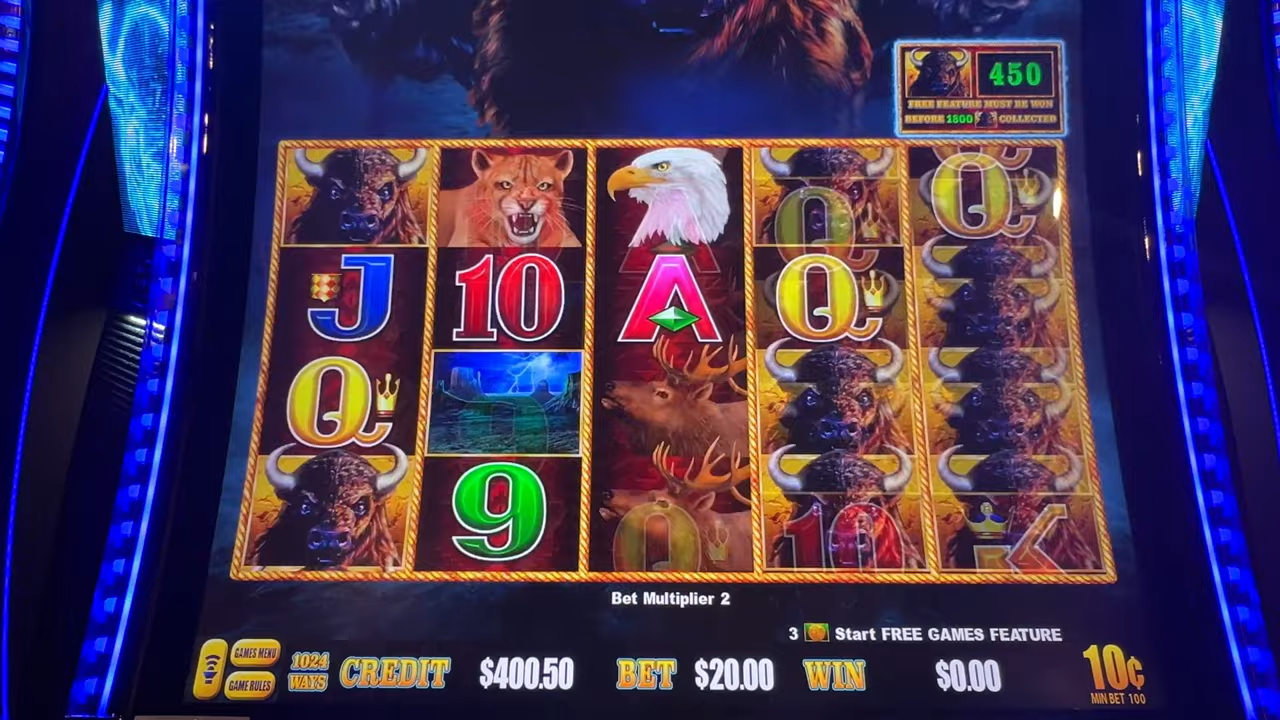 450
FREE FEATURE MUST BE WON
BEFORE 1800 COLLECTED
Q
Q
J
10
A
Q
Q
9
Q
10
K
Bet Multiplier 2
3 Start FREE GAMES FEATURE
GAMES MENU
GAME RULES
1024
WAYS
CREDIT $400.50 BET $20.00 WIN $0.00
10¢
MIN BET 100